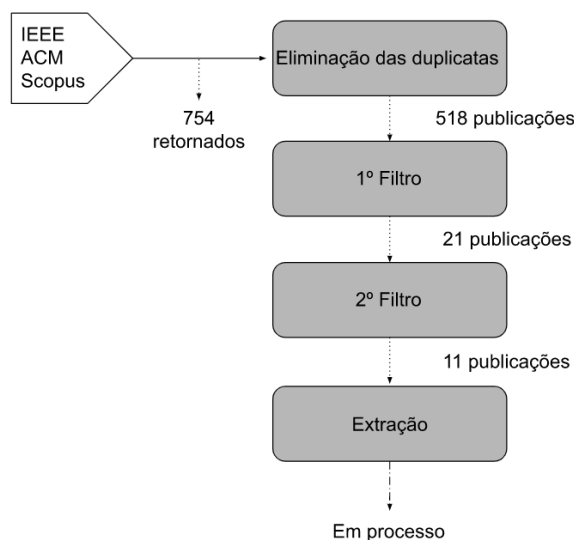 IEEE
ACM
Scopus
754
retornados
Eliminação das duplicatas
518 publicações
1º Filtro
21 publicações
2º Filtro
11 publicações
Extração
Em processo